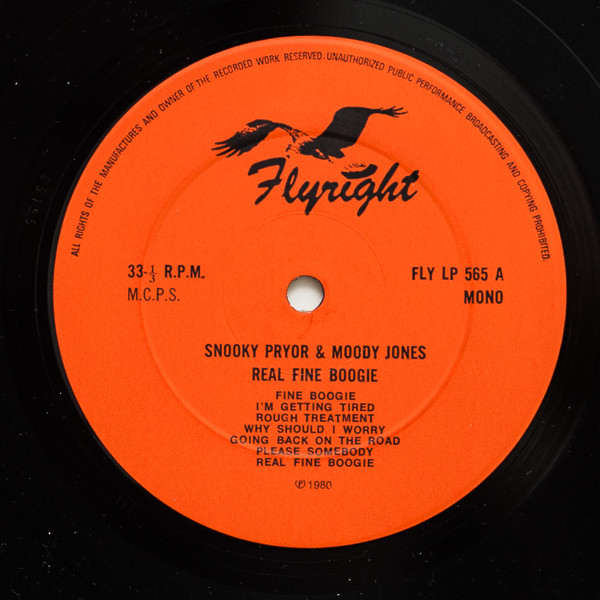 ALL RIGHTS OF THE MANUFACTURES AND OWNER OF THE RECORDED WORK RESERVED. UNAUTHORIZED PUBLIC PERFORMANCE BROADCASTING AND COPYING PROHIBITED.
Flyright
33-1/3 R.P.M.
M.C.P.S.
FLY LP 565 A
MONO
SNOOKY PRYOR & MOODY JONES
REAL FINE BOOGIE
FINE BOOGIE
I'M GETTING TIRED
ROUGH TREATMENT
WHY SHOULD I WORRY
GOING BACK ON THE ROAD
PLEASE SOMEBODY
REAL FINE BOOGIE
℗ 1980